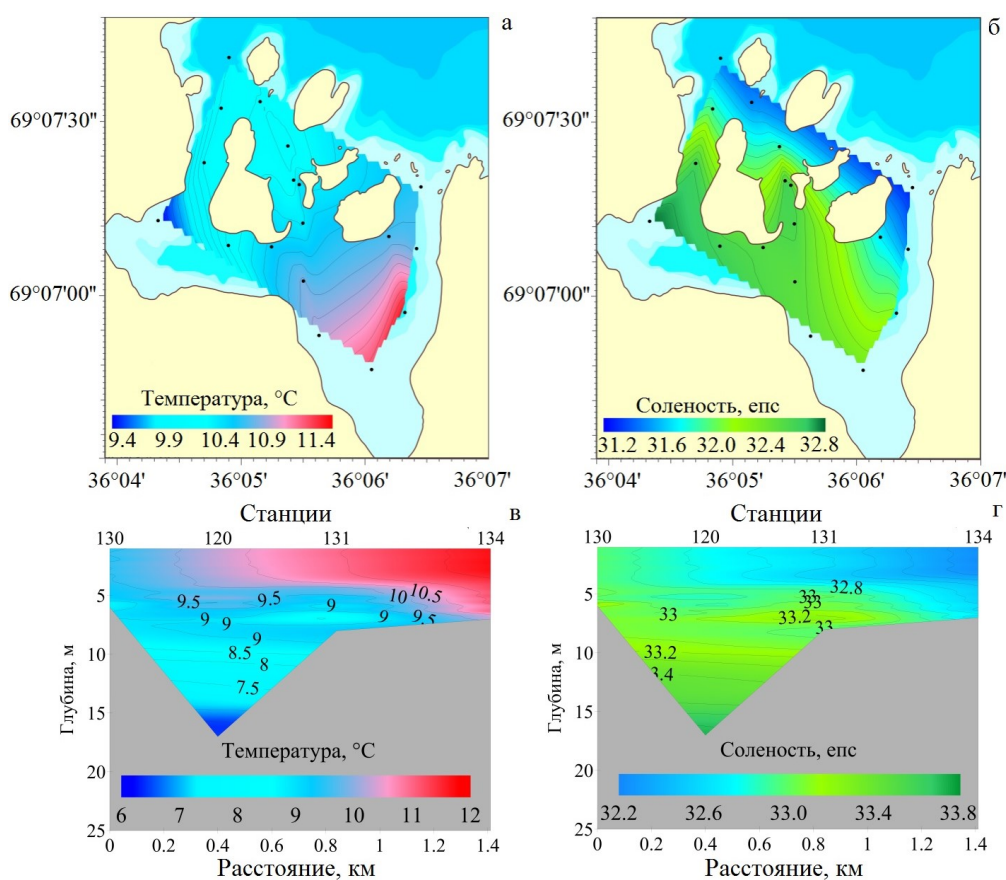 а
б
69°07'30"
69°07'00"
Температура, °C
9.4 9.9 10.4 10.9 11.4
Соленость, епс
31.2 31.6 32.0 32.4 32.8
36°04' 36°05' 36°06' 36°07'
36°04' 36°05' 36°06' 36°07'
в
Станции
130 120 131 134
5
10
15
20
25
Глубина, м
9.5 9.5 9 10 10.5
9 9 9 9.5
9
8.5
8
7.5
Температура, °C
6 7 8 9 10 11 12
0 0.2 0.4 0.6 0.8 1 1.2 1.4
Расстояние, км
г
Станции
130 120 131 134
5
10
15
20
25
Глубина, м
33 32.8
33
33 33.2
33
33.2
33.4
Соленость, епс
32.2 32.6 33.0 33.4 33.8
0 0.2 0.4 0.6 0.8 1 1.2 1.4
Расстояние, км